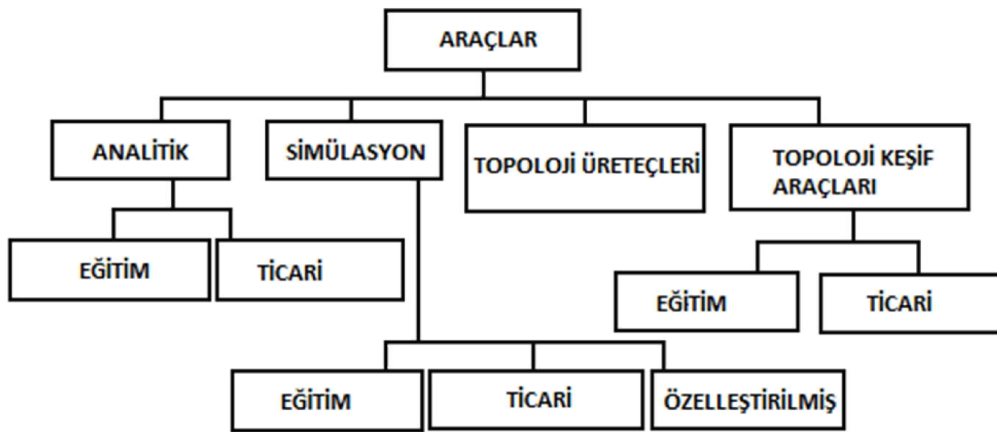 ARAÇLAR
ANALİTİK
SİMÜLASYON
TOPOLOJİ ÜRETEÇLERİ
TOPOLOJİ KEŞİF
ARAÇLARI
EĞİTİM
TİCARİ
EĞİTİM
TİCARİ
EĞİTİM
TİCARİ
ÖZELLEŞTİRİLMİŞ